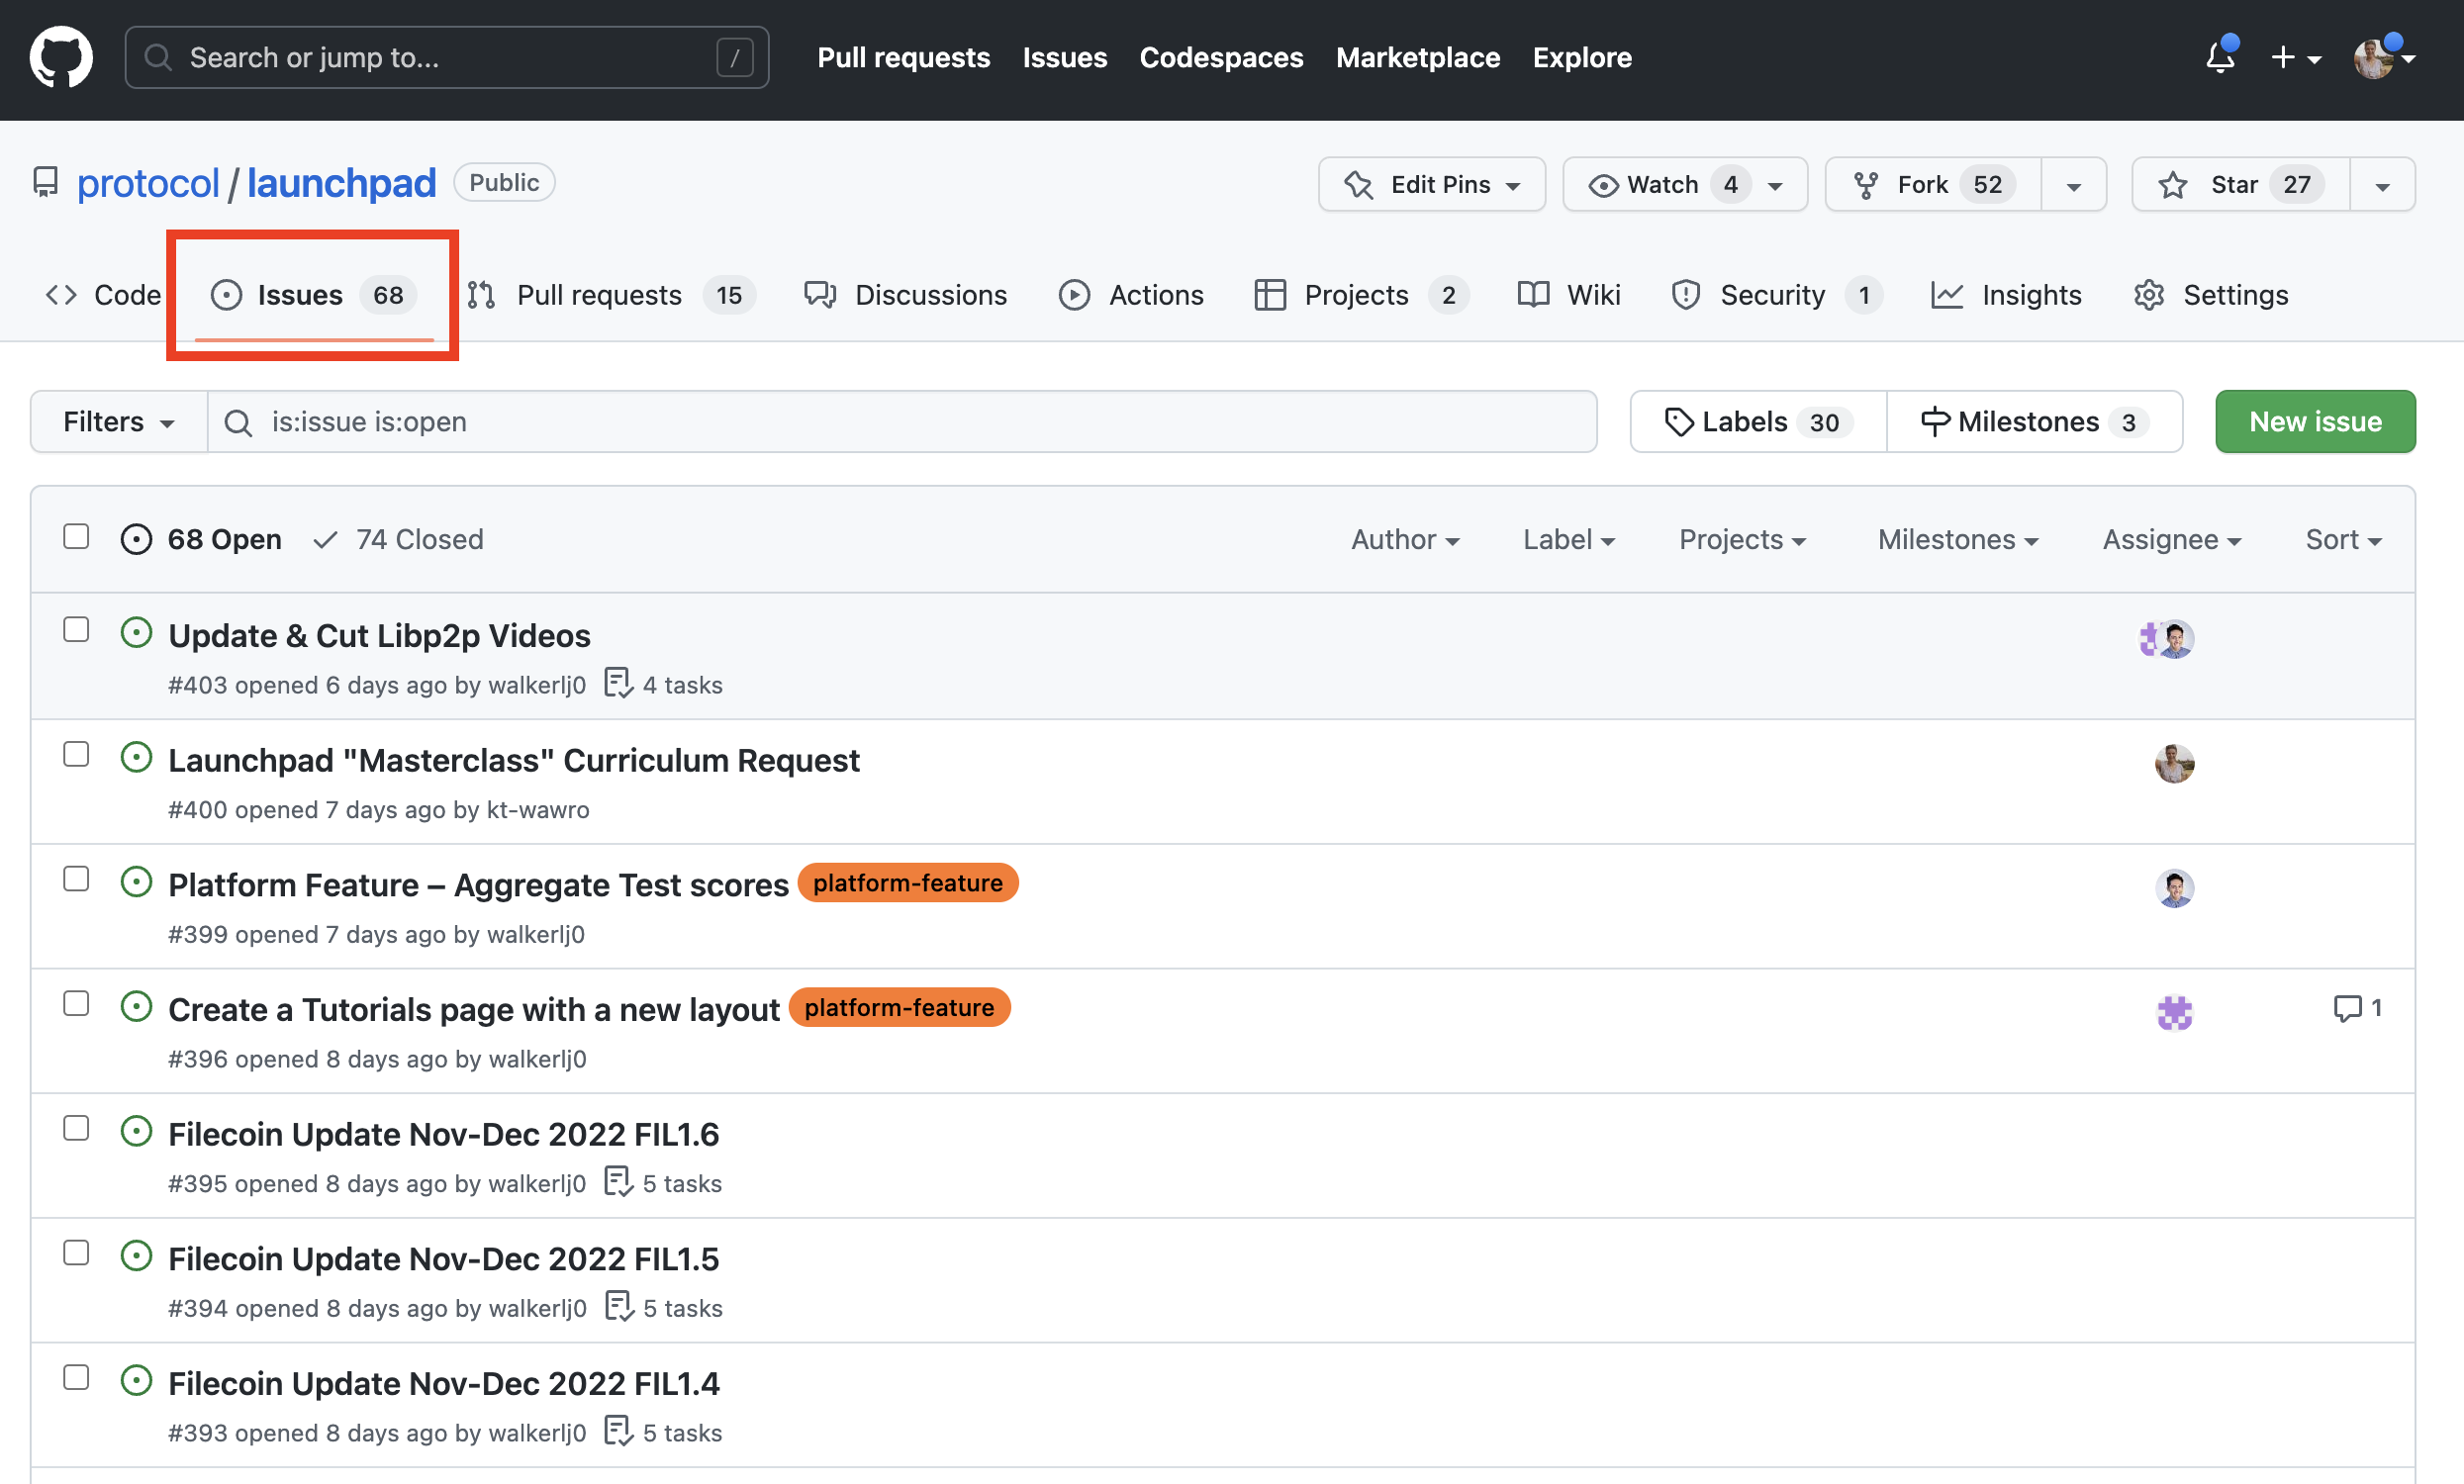 Search or jump to... / Pull requests Issues Codespaces Marketplace Explore
protocol / launchpad Public Edit Pins Watch 4 Fork 52 Star 27
Code Issues 68 Pull requests 15 Discussions Actions Projects 2 Wiki Security 1 Insights Settings
Filters is:issue is:open Labels 30 Milestones 3 New issue
68 Open 74 Closed Author Label Projects Milestones Assignee Sort
Update & Cut Libp2p Videos
#403 opened 6 days ago by walkerlj0 4 tasks
Launchpad "Masterclass" Curriculum Request
#400 opened 7 days ago by kt-wawro
Platform Feature – Aggregate Test scores platform-feature
#399 opened 7 days ago by walkerlj0
Create a Tutorials page with a new layout platform-feature 1
#396 opened 8 days ago by walkerlj0
Filecoin Update Nov-Dec 2022 FIL1.6
#395 opened 8 days ago by walkerlj0 5 tasks
Filecoin Update Nov-Dec 2022 FIL1.5
#394 opened 8 days ago by walkerlj0 5 tasks
Filecoin Update Nov-Dec 2022 FIL1.4
#393 opened 8 days ago by walkerlj0 5 tasks